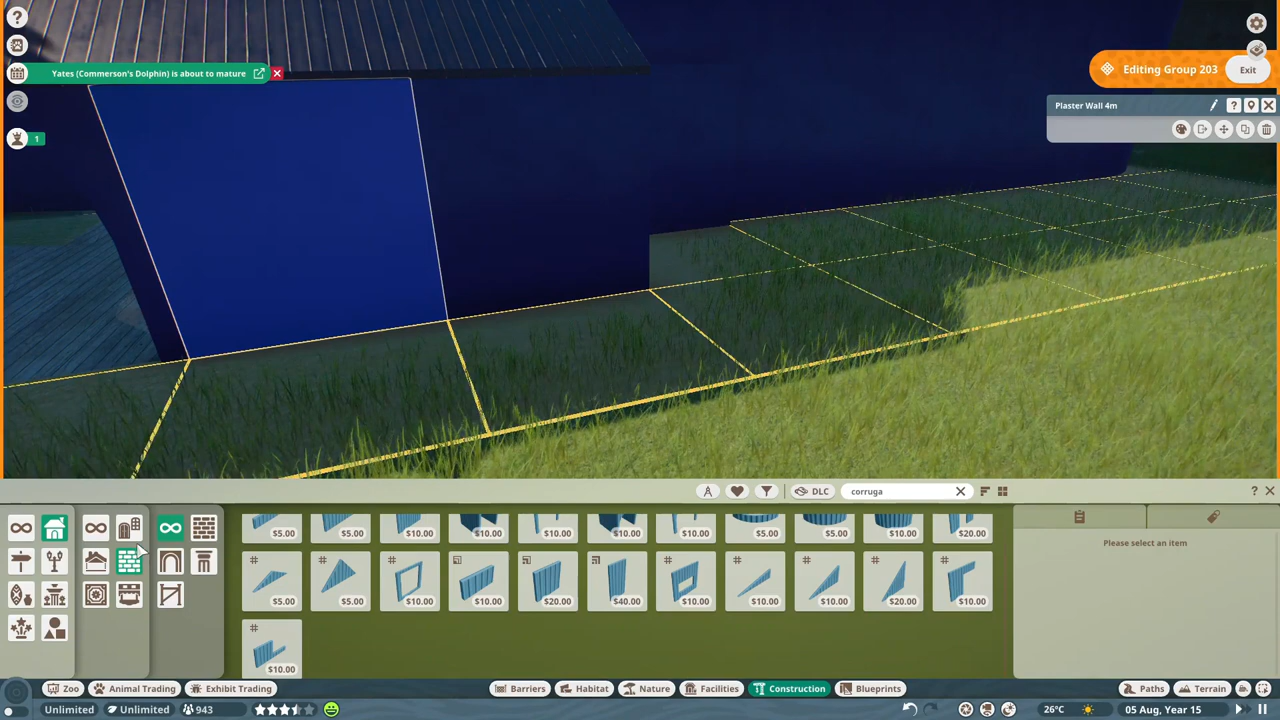 ?
Editing Group 203
Exit
Yates (Commerson's Dolphin) is about to mature
Plaster Wall 4m
?
1
DLC
corruga
?
$5.00 $5.00 $10.00 $10.00 $10.00 $10.00 $10.00 $5.00 $5.00 $10.00 $20.00
Please select an item
$5.00 $5.00 $10.00 $10.00 $20.00 $40.00 $10.00 $10.00 $10.00 $20.00 $10.00
$10.00
Zoo Animal Trading Exhibit Trading Barriers Habitat Nature Facilities Construction Blueprints Paths Terrain
Unlimited Unlimited 943 26°C 05 Aug, Year 15